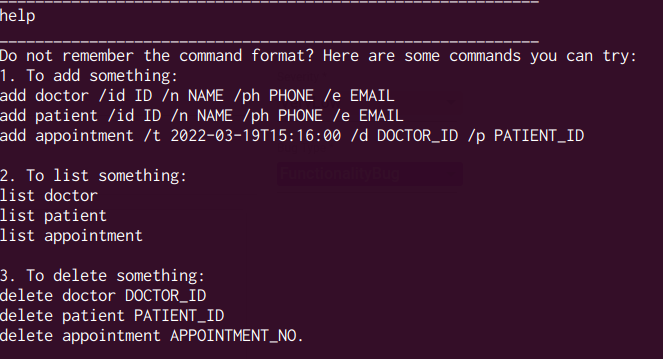 ____________________________________________________________
help
____________________________________________________________
Do not remember the command format? Here are some commands you can try:
1. To add something:
add doctor /id ID /n NAME /ph PHONE /e EMAIL
add patient /id ID /n NAME /ph PHONE /e EMAIL
add appointment /t 2022-03-19T15:16:00 /d DOCTOR_ID /p PATIENT_ID

2. To list something:
list doctor
list patient
list appointment

3. To delete something:
delete doctor DOCTOR_ID
delete patient PATIENT_ID
delete appointment APPOINTMENT_NO.